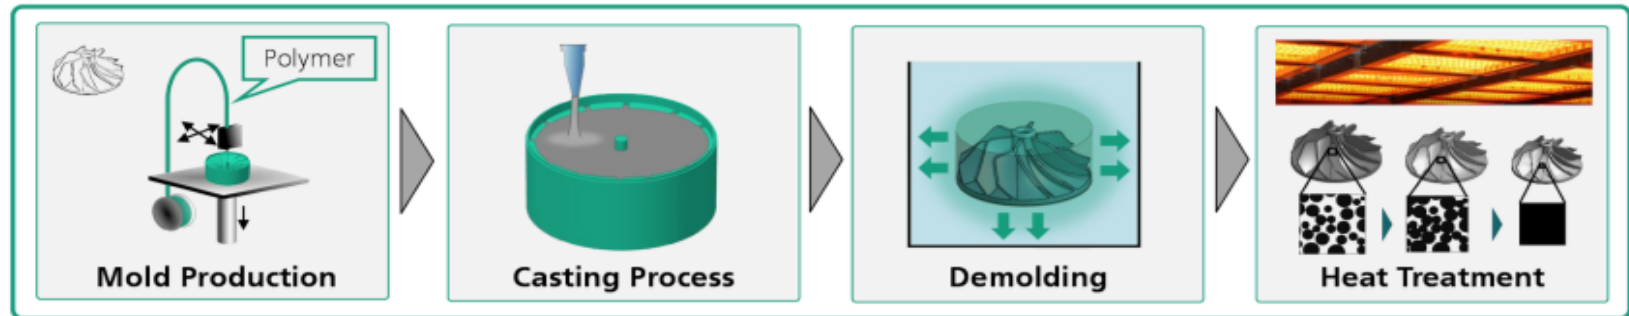 Polymer
Mold Production
Casting Process
Demolding
Heat Treatment